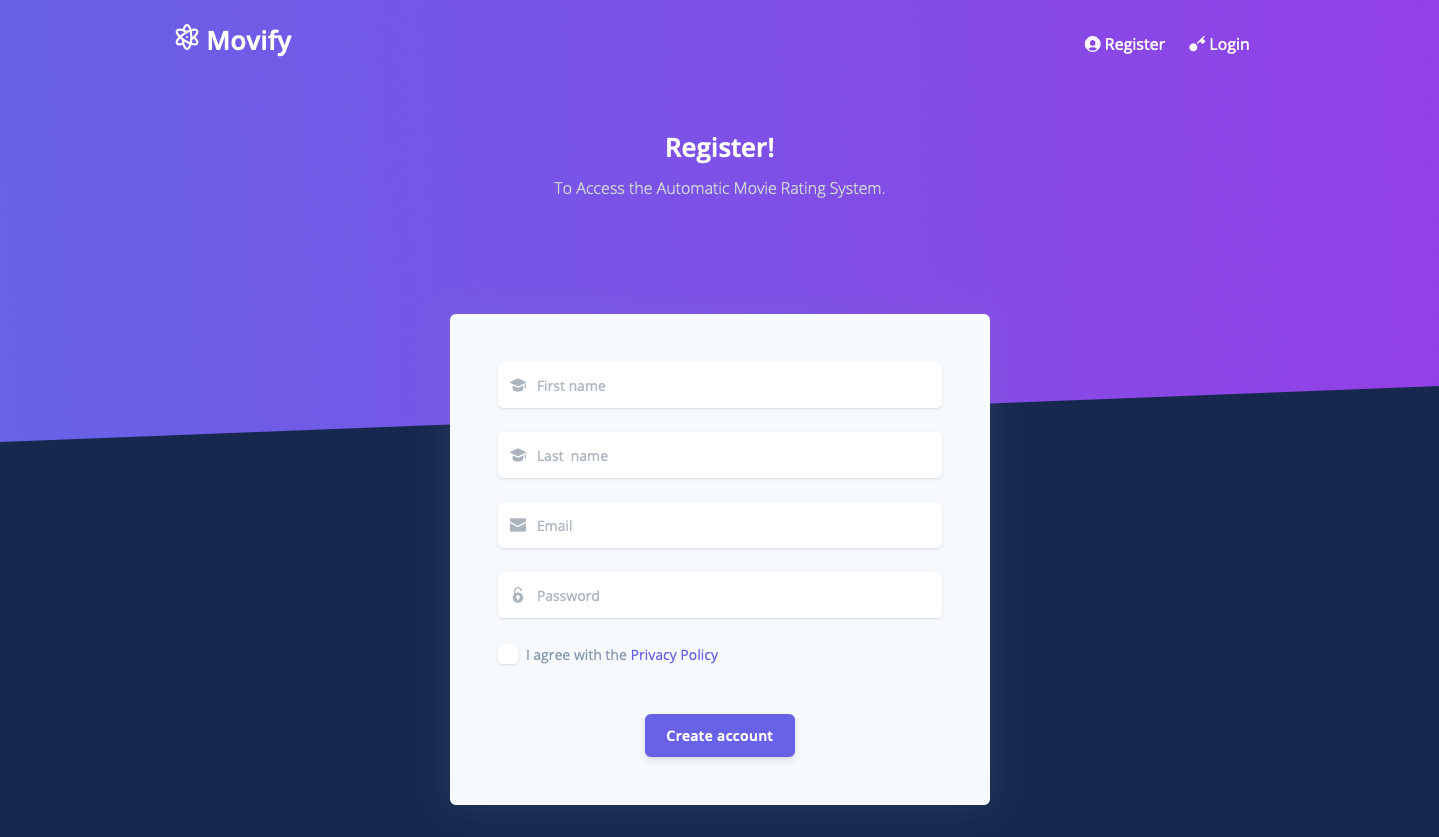 Movify
Register Login
Register!
To Access the Automatic Movie Rating System.
First name
Last  name
Email
Password
I agree with the Privacy Policy
Create account